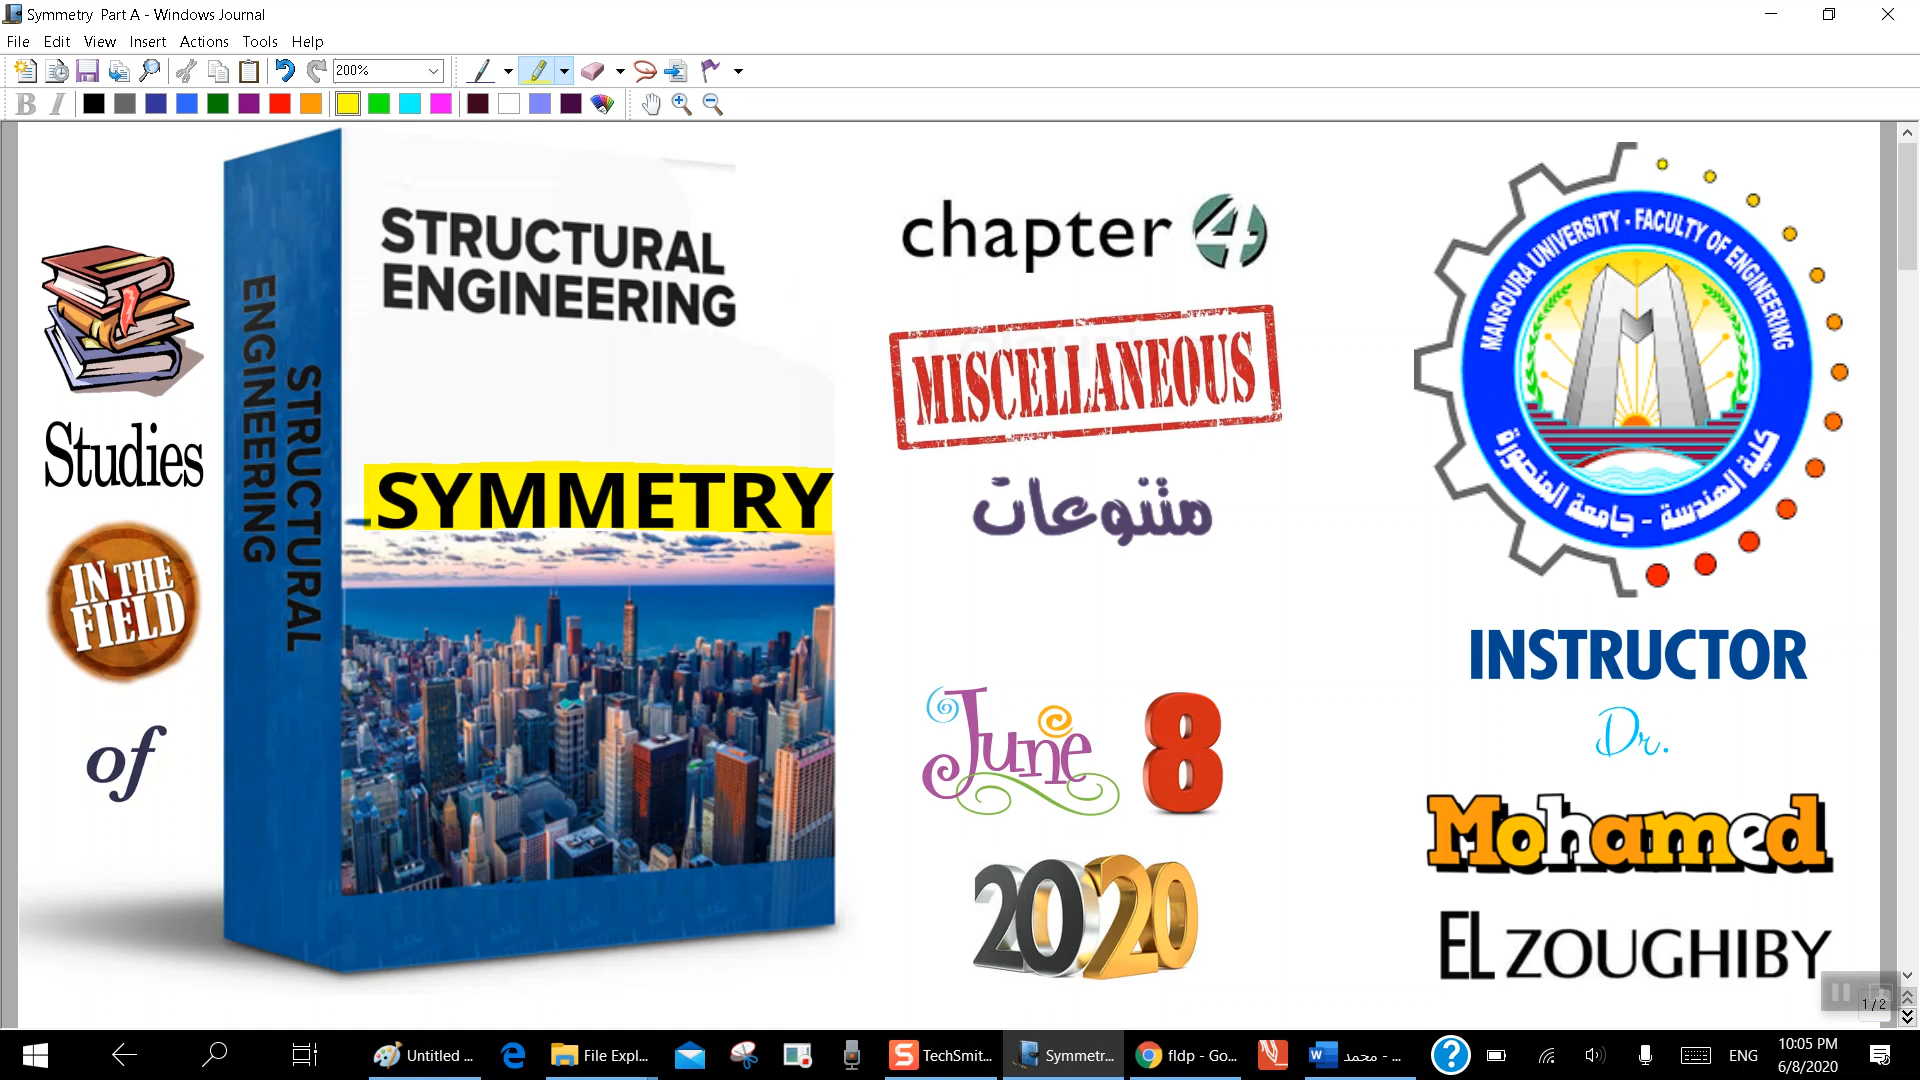 Symmetry Part A - Windows Journal
File Edit View Insert Actions Tools Help
200%
B I
Studies
IN THE
FIELD
of
STRUCTURAL
ENGINEERING
STRUCTURAL
ENGINEERING
SYMMETRY
chapter 4
MISCELLANEOUS
متنوعات
June 8
2020
MANSOURA UNIVERSITY - FACULTY OF ENGINEERING
كلية الهندسة - جامعة المنصورة
INSTRUCTOR
Dr.
Mohamed
EL ZOUGHIBY
1 / 2
Untitled ...
File Expl...
TechSmit...
Symmetr...
fldp - Go...
محمد - ...
ENG
10:05 PM
6/8/2020